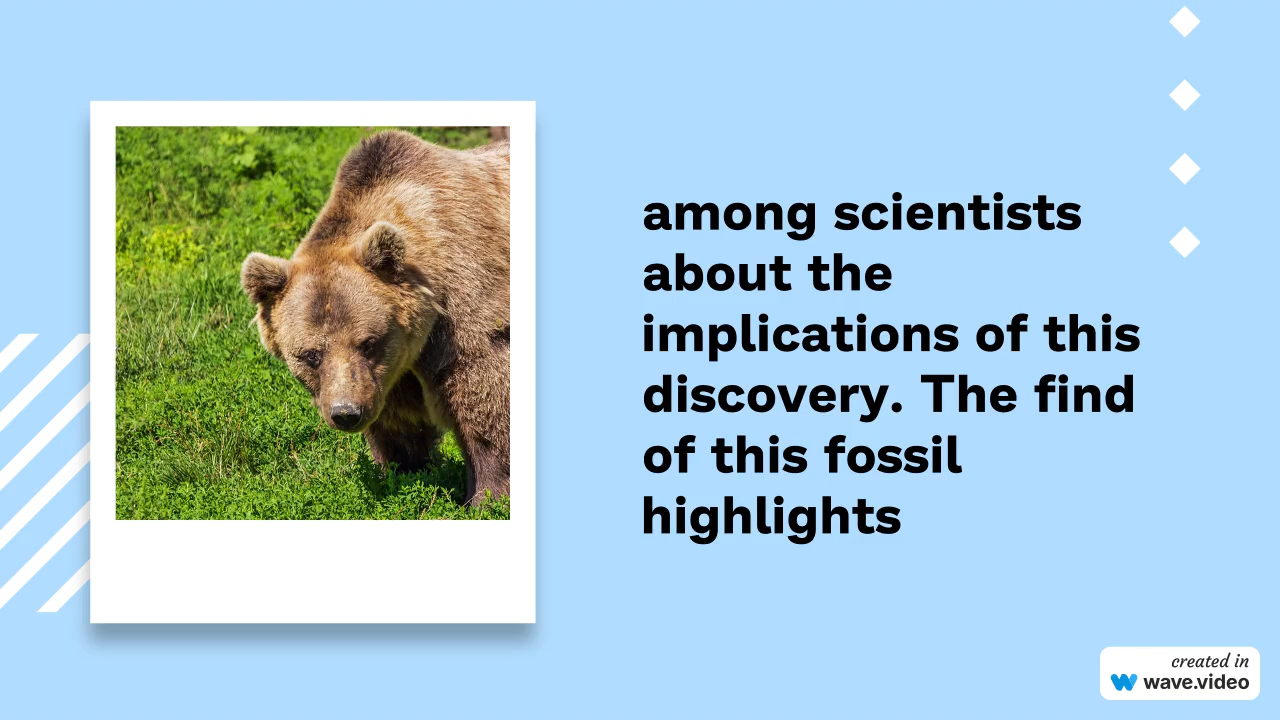 among scientists
about the
implications of this
discovery. The find
of this fossil
highlights
created in
wave.video